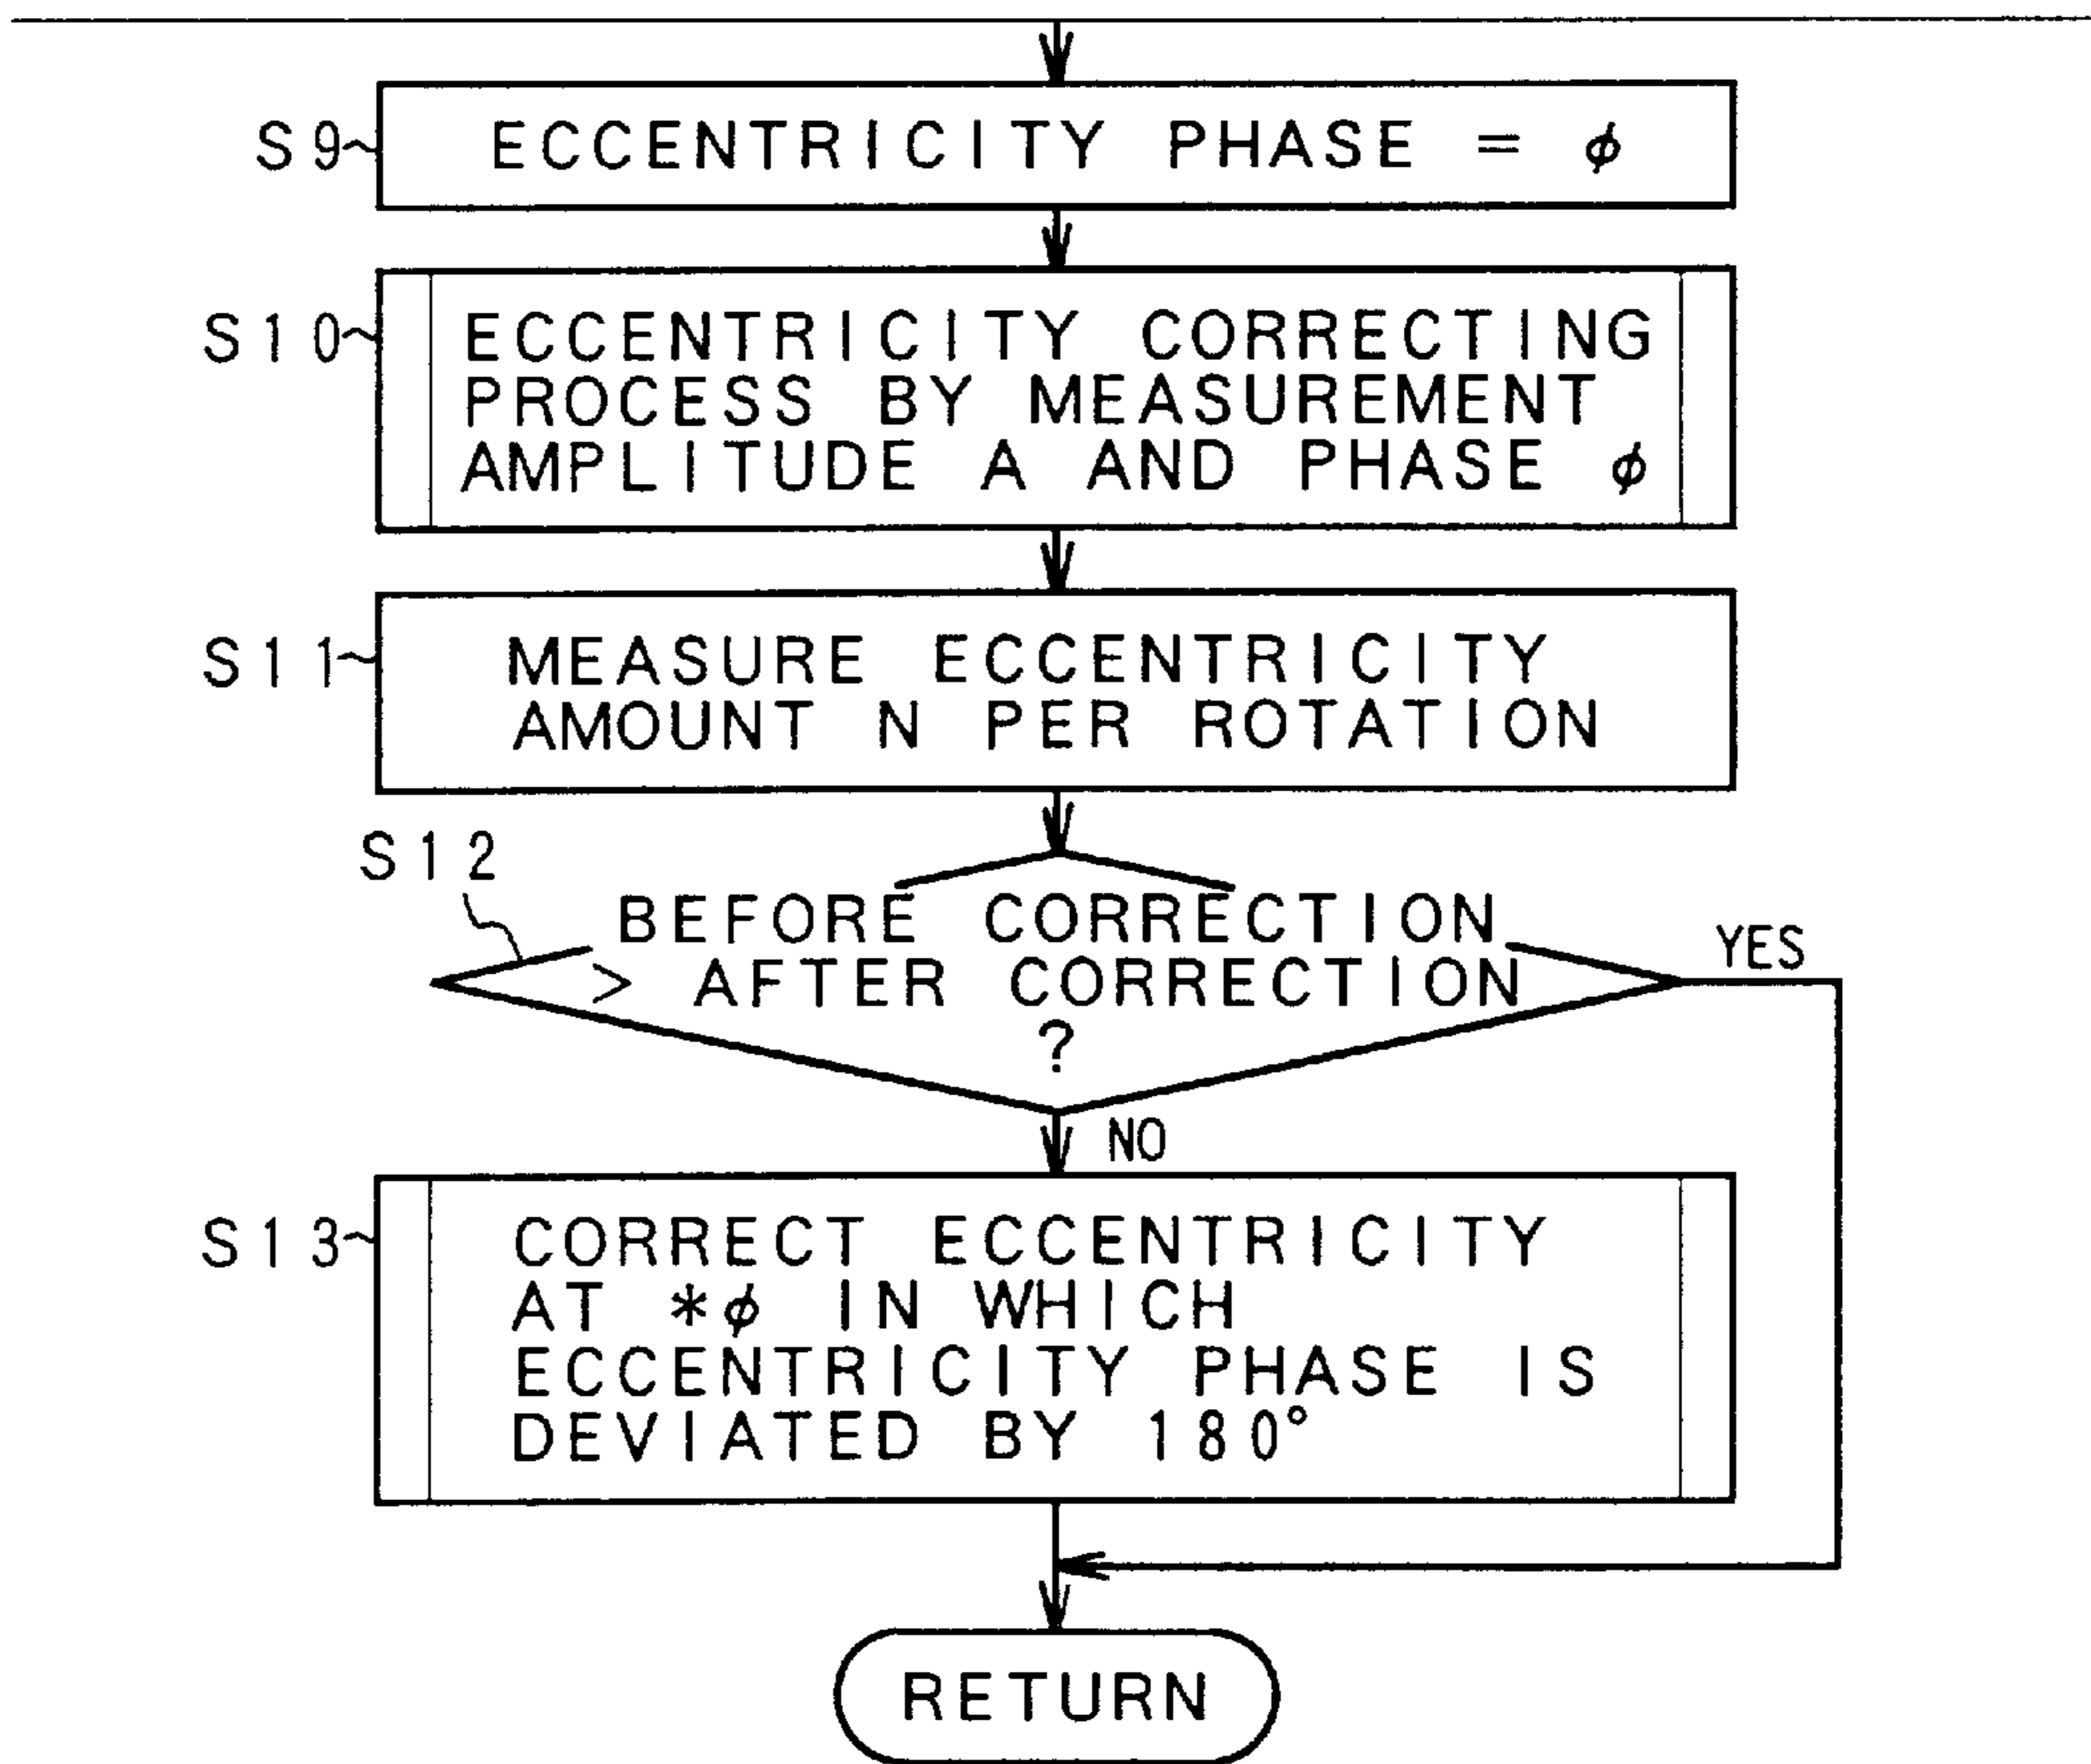 S9 ECCENTRICITY PHASE = φ
S10 ECCENTRICITY CORRECTING
PROCESS BY MEASUREMENT
AMPLITUDE A AND PHASE φ
S11 MEASURE ECCENTRICITY
AMOUNT N PER ROTATION
S12
BEFORE CORRECTION
> AFTER CORRECTION
?
YES
NO
S13 CORRECT ECCENTRICITY
AT *φ IN WHICH
ECCENTRICITY PHASE IS
DEVIATED BY 180°
RETURN